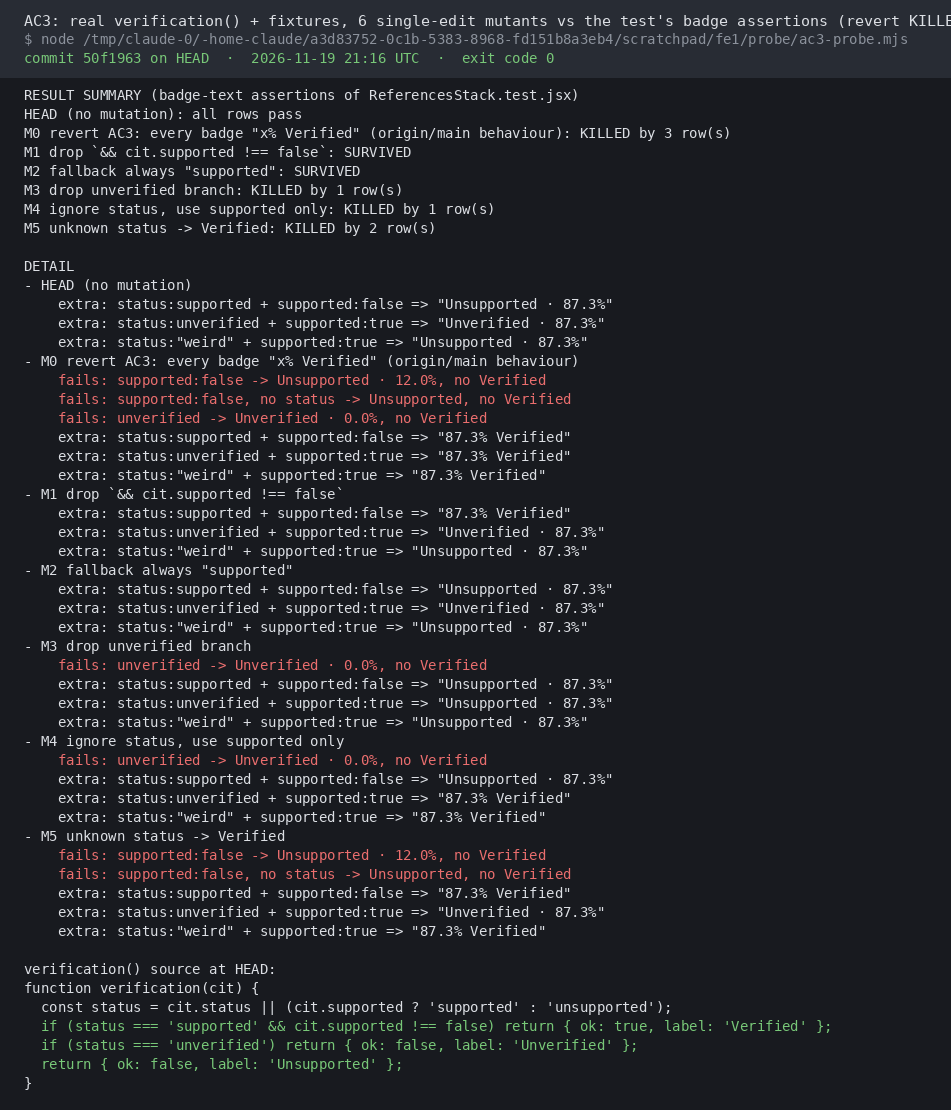 AC3: real verification() + fixtures, 6 single-edit mutants vs the test's badge assertions (revert KILLE
$ node /tmp/claude-0/-home-claude/a3d83752-0c1b-5383-8968-fd151b8a3eb4/scratchpad/fe1/probe/ac3-probe.mjs
commit 50f1963 on HEAD  ·  2026-11-19 21:16 UTC  ·  exit code 0
RESULT SUMMARY (badge-text assertions of ReferencesStack.test.jsx)
HEAD (no mutation): all rows pass
M0 revert AC3: every badge "x% Verified" (origin/main behaviour): KILLED by 3 row(s)
M1 drop `&& cit.supported !== false`: SURVIVED
M2 fallback always "supported": SURVIVED
M3 drop unverified branch: KILLED by 1 row(s)
M4 ignore status, use supported only: KILLED by 1 row(s)
M5 unknown status -> Verified: KILLED by 2 row(s)
DETAIL
- HEAD (no mutation)
    extra: status:supported + supported:false => "Unsupported · 87.3%"
    extra: status:unverified + supported:true => "Unverified · 87.3%"
    extra: status:"weird" + supported:true => "Unsupported · 87.3%"
- M0 revert AC3: every badge "x% Verified" (origin/main behaviour)
    fails: supported:false -> Unsupported · 12.0%, no Verified
    fails: supported:false, no status -> Unsupported, no Verified
    fails: unverified -> Unverified · 0.0%, no Verified
    extra: status:supported + supported:false => "87.3% Verified"
    extra: status:unverified + supported:true => "87.3% Verified"
    extra: status:"weird" + supported:true => "87.3% Verified"
- M1 drop `&& cit.supported !== false`
    extra: status:supported + supported:false => "87.3% Verified"
    extra: status:unverified + supported:true => "Unverified · 87.3%"
    extra: status:"weird" + supported:true => "Unsupported · 87.3%"
- M2 fallback always "supported"
    extra: status:supported + supported:false => "Unsupported · 87.3%"
    extra: status:unverified + supported:true => "Unverified · 87.3%"
    extra: status:"weird" + supported:true => "Unsupported · 87.3%"
- M3 drop unverified branch
    fails: unverified -> Unverified · 0.0%, no Verified
    extra: status:supported + supported:false => "Unsupported · 87.3%"
    extra: status:unverified + supported:true => "Unsupported · 87.3%"
    extra: status:"weird" + supported:true => "Unsupported · 87.3%"
- M4 ignore status, use supported only
    fails: unverified -> Unverified · 0.0%, no Verified
    extra: status:supported + supported:false => "Unsupported · 87.3%"
    extra: status:unverified + supported:true => "87.3% Verified"
    extra: status:"weird" + supported:true => "87.3% Verified"
- M5 unknown status -> Verified
    fails: supported:false -> Unsupported · 12.0%, no Verified
    fails: supported:false, no status -> Unsupported, no Verified
    extra: status:supported + supported:false => "87.3% Verified"
    extra: status:unverified + supported:true => "Unverified · 87.3%"
    extra: status:"weird" + supported:true => "87.3% Verified"
verification() source at HEAD:
function verification(cit) {
  const status = cit.status || (cit.supported ? 'supported' : 'unsupported');
  if (status === 'supported' && cit.supported !== false) return { ok: true, label: 'Verified' };
  if (status === 'unverified') return { ok: false, label: 'Unverified' };
  return { ok: false, label: 'Unsupported' };
}